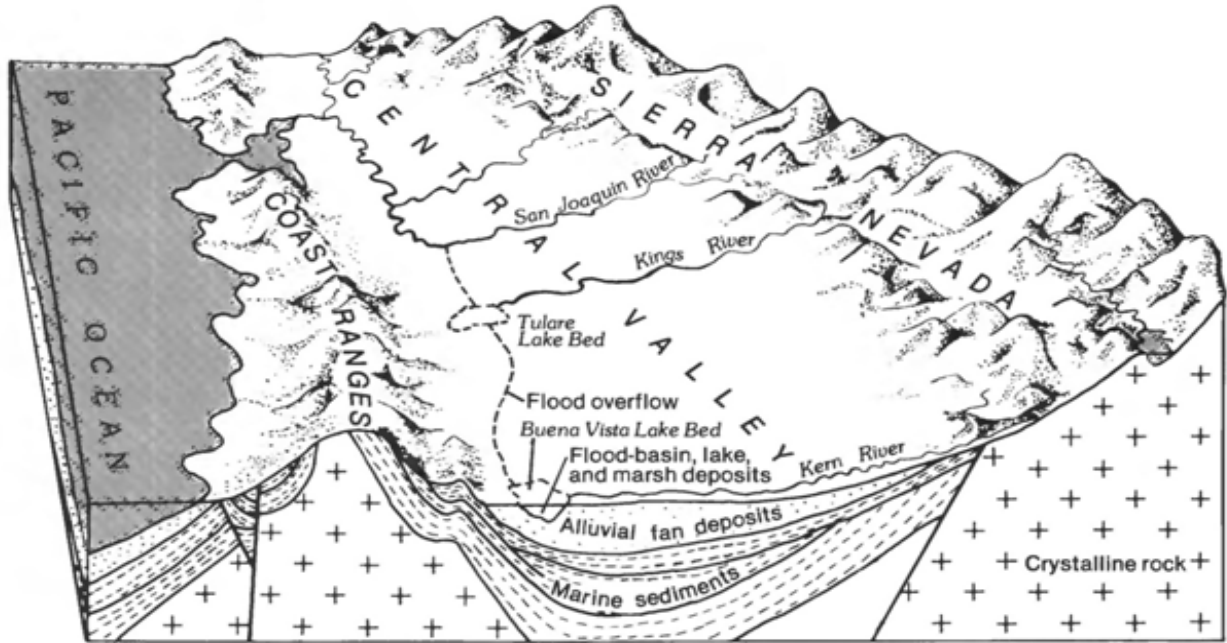 PACIFIC OCEAN
COAST RANGES
CENTRAL VALLEY
SIERRA NEVADA
San Joaquin River
Kings River
Tulare
Lake Bed
Flood overflow
Buena Vista Lake Bed
Flood-basin, lake,
and marsh deposits
Kern River
Alluvial fan deposits
Marine sediments
Crystalline rock